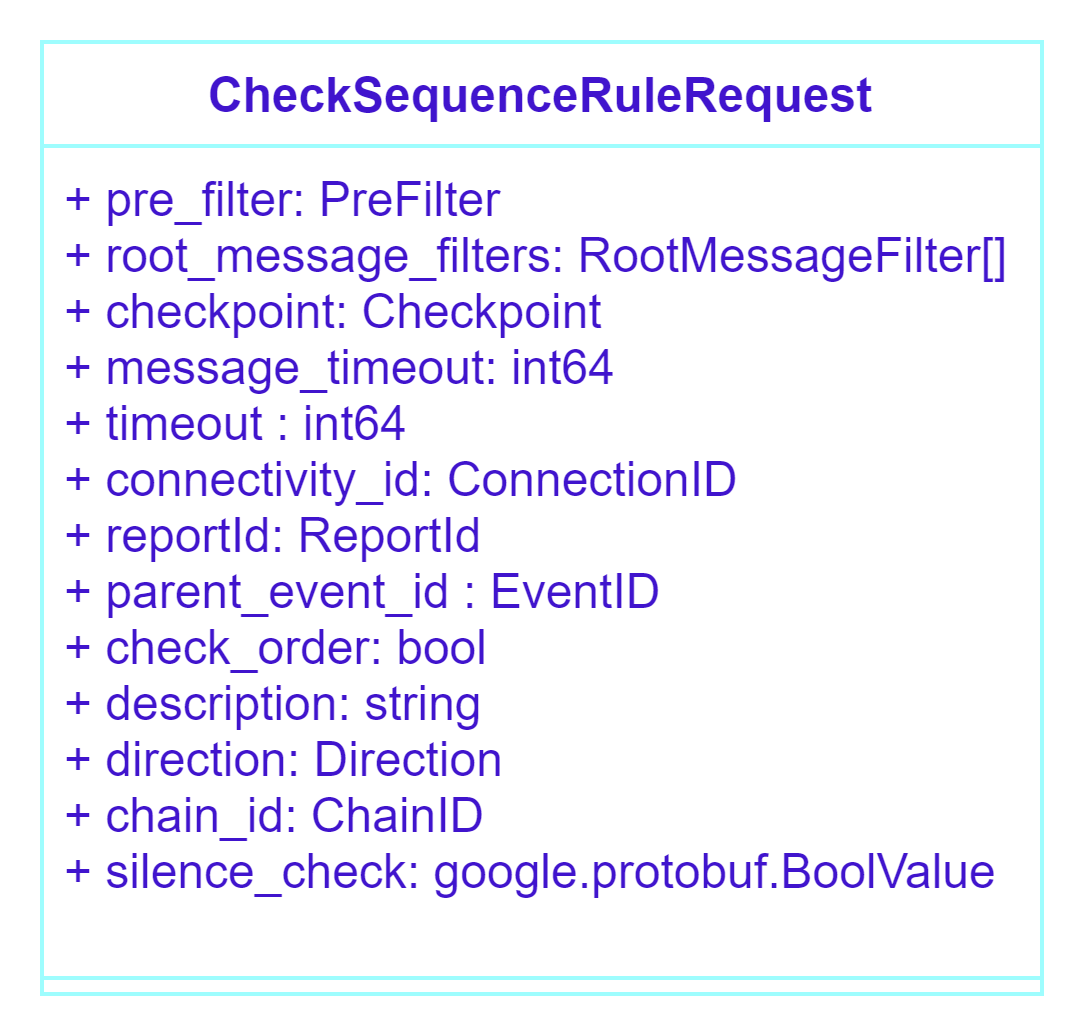 CheckSequenceRuleRequest
+ pre_filter: PreFilter
+ root_message_filters: RootMessageFilter[]
+ checkpoint: Checkpoint
+ message_timeout: int64
+ timeout : int64
+ connectivity_id: ConnectionID
+ reportId: ReportId
+ parent_event_id : EventID
+ check_order: bool
+ description: string
+ direction: Direction
+ chain_id: ChainID
+ silence_check: google.protobuf.BoolValue